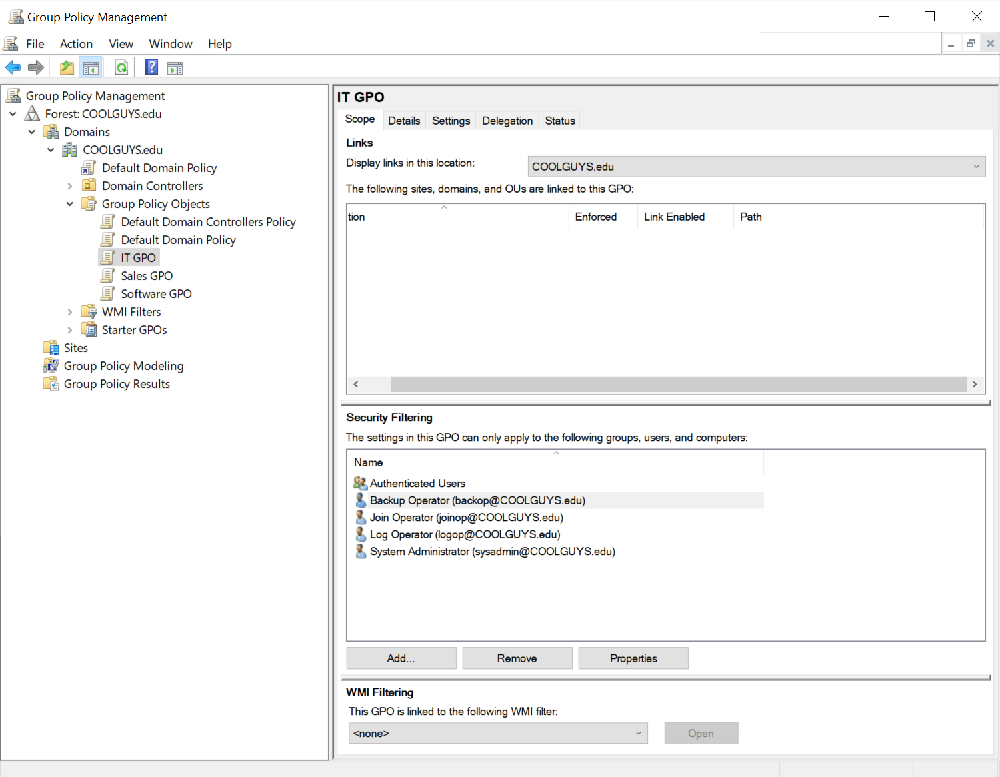 Group Policy Management
File Action View Window Help
Group Policy Management
Forest: COOLGUYS.edu
Domains
COOLGUYS.edu
Default Domain Policy
Domain Controllers
Group Policy Objects
Default Domain Controllers Policy
Default Domain Policy
IT GPO
Sales GPO
Software GPO
WMI Filters
Starter GPOs
Sites
Group Policy Modeling
Group Policy Results
IT GPO
Scope Details Settings Delegation Status
Links
Display links in this location: COOLGUYS.edu
The following sites, domains, and OUs are linked to this GPO:
tion Enforced Link Enabled Path
Security Filtering
The settings in this GPO can only apply to the following groups, users, and computers:
Name
Authenticated Users
Backup Operator (backop@COOLGUYS.edu)
Join Operator (joinop@COOLGUYS.edu)
Log Operator (logop@COOLGUYS.edu)
System Administrator (sysadmin@COOLGUYS.edu)
Add... Remove Properties
WMI Filtering
This GPO is linked to the following WMI filter:
<none> Open